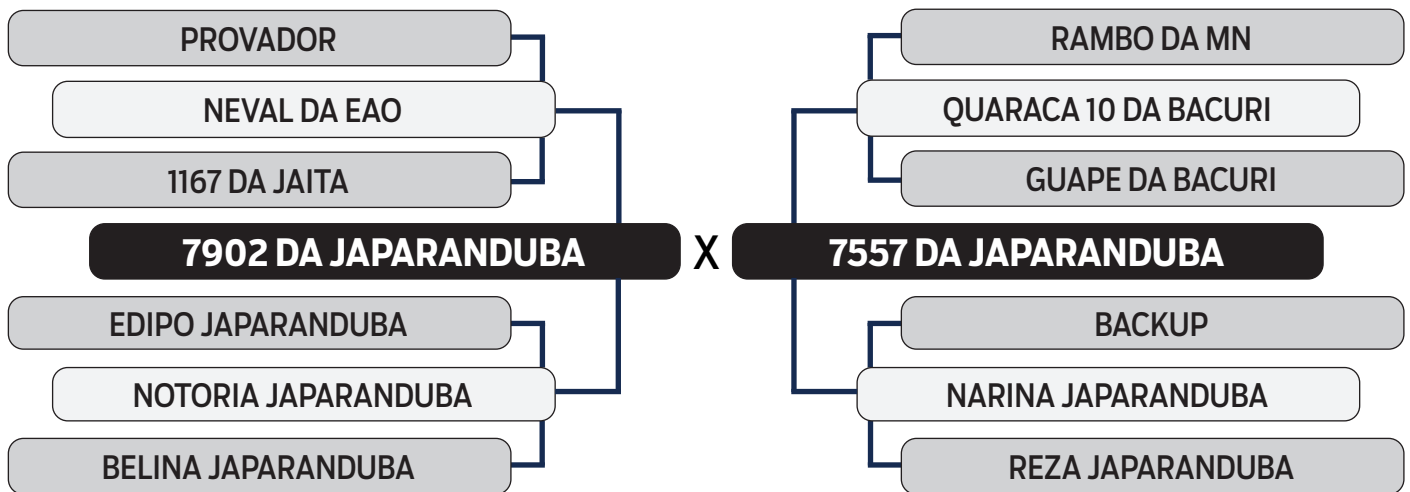 PROVADOR
NEVAL DA EAO
1167 DA JAITA
7902 DA JAPARANDUBA
EDIPO JAPARANDUBA
NOTORIA JAPARANDUBA
BELINA JAPARANDUBA
X
RAMBO DA MN
QUARACA 10 DA BACURI
GUAPE DA BACURI
7557 DA JAPARANDUBA
BACKUP
NARINA JAPARANDUBA
REZA JAPARANDUBA